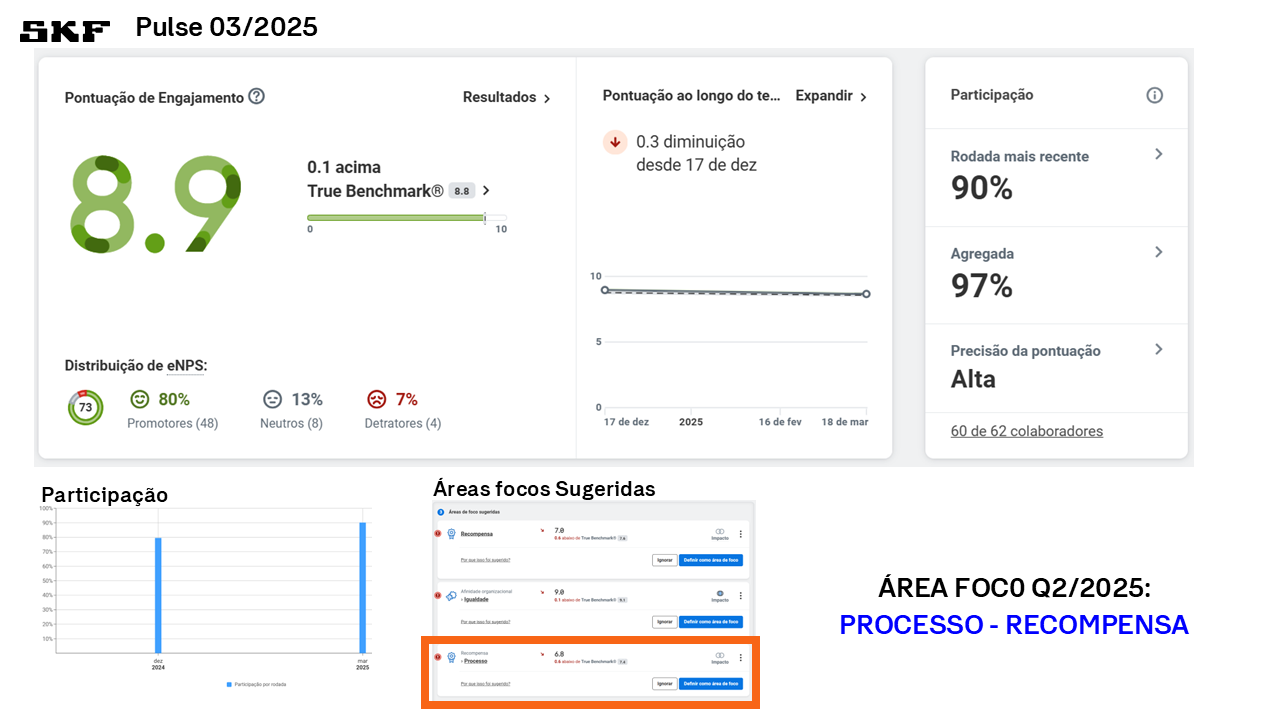 SKF
Pulse 03/2025
Pontuação de Engajamento
Resultados
8.9
0.1 acima
True Benchmark® 8.8
0
10
Distribuição de eNPS:
73
80%
Promotores (48)
13%
Neutros (8)
7%
Detratores (4)
Pontuação ao longo do te...
Expandir
0.3 diminuição
desde 17 de dez
10
5
0
17 de dez
2025
16 de fev
18 de mar
Participação
Rodada mais recente
90%
Agregada
97%
Precisão da pontuação
Alta
60 de 62 colaboradores
Participação
100%
90%
80%
70%
60%
50%
40%
30%
20%
10%
dez
2024
mar
2025
Participação por rodada
Áreas focos Sugeridas
3 Áreas de foco sugeridas
Recompensa
7.0
0.6 abaixo de True Benchmark® 7.6
Impacto
Por que isso foi sugerido?
Ignorar
Definir como área de foco
Afinidade organizacional
› Igualdade
9.0
0.1 abaixo de True Benchmark® 9.1
Impacto
Por que isso foi sugerido?
Ignorar
Definir como área de foco
Recompensa
› Processo
6.8
0.6 abaixo de True Benchmark® 7.4
Impacto
Por que isso foi sugerido?
Ignorar
Definir como área de foco
ÁREA FOC0 Q2/2025:
PROCESSO - RECOMPENSA